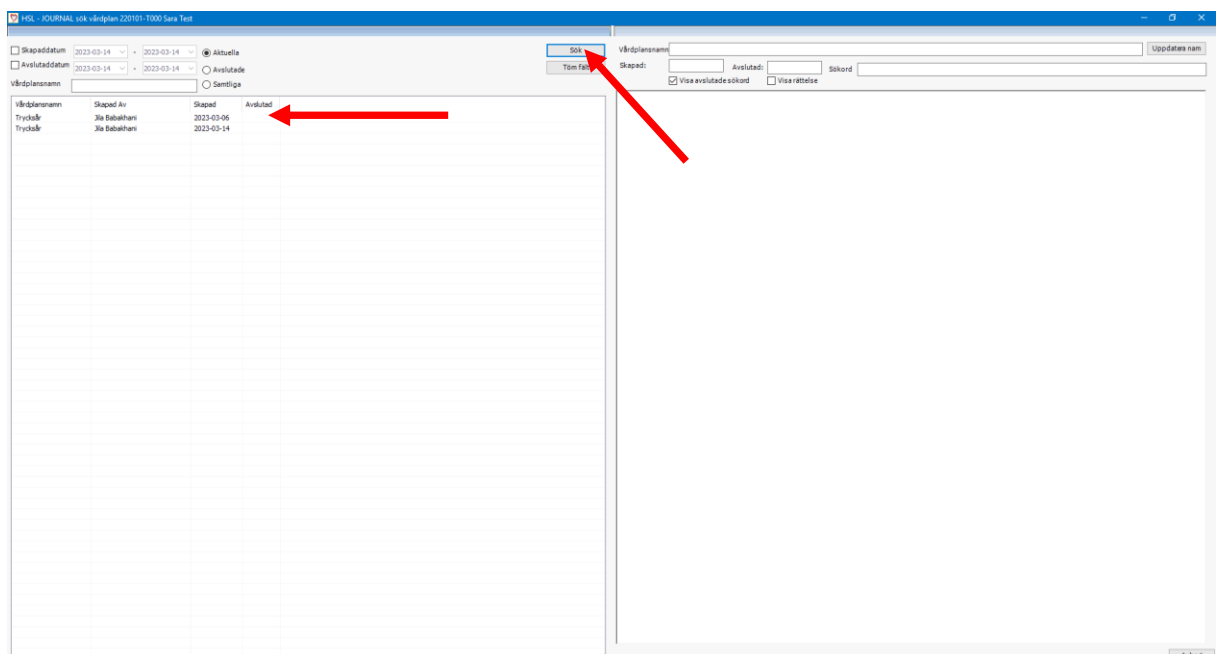 HSL - JOURNAL sök vårdplan 220101-T000 Sara Test
Skapaddatum 2023-03-14 - 2023-03-14 Aktuella Sök
Avslutaddatum 2023-03-14 - 2023-03-14 Avslutade Töm fält
Vårdplansnamn Samtliga
Vårdplansnamn Skapad Av Skapad Avslutad
Trycksår Jila Babakhani 2023-03-06
Trycksår Jila Babakhani 2023-03-14
Vårdplansnamn Uppdatera nam
Skapad: Avslutad: Sökord
Visa avslutade sökord Visa rättelse